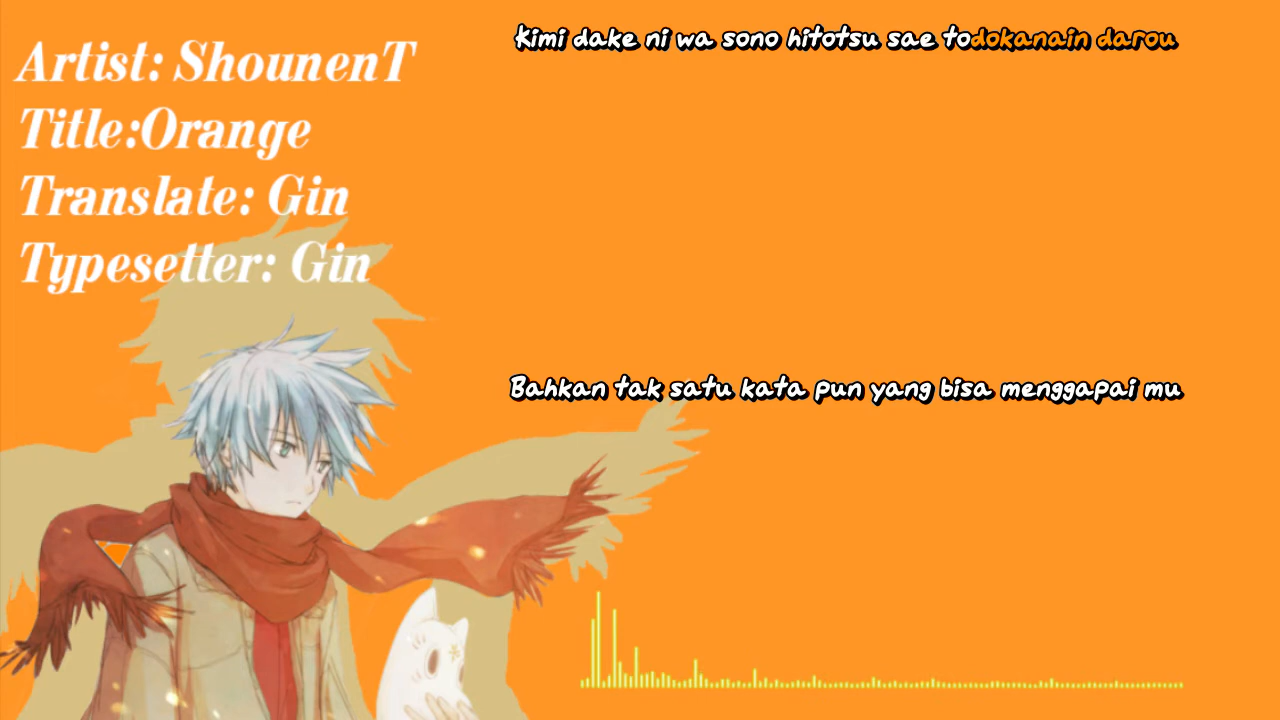 Artist: ShounenT
Title:Orange
Translate: Gin
Typesetter: Gin
Kimi dake ni wa sono hitotsu sae todokanain darou
Bahkan tak satu kata pun yang bisa menggapai mu